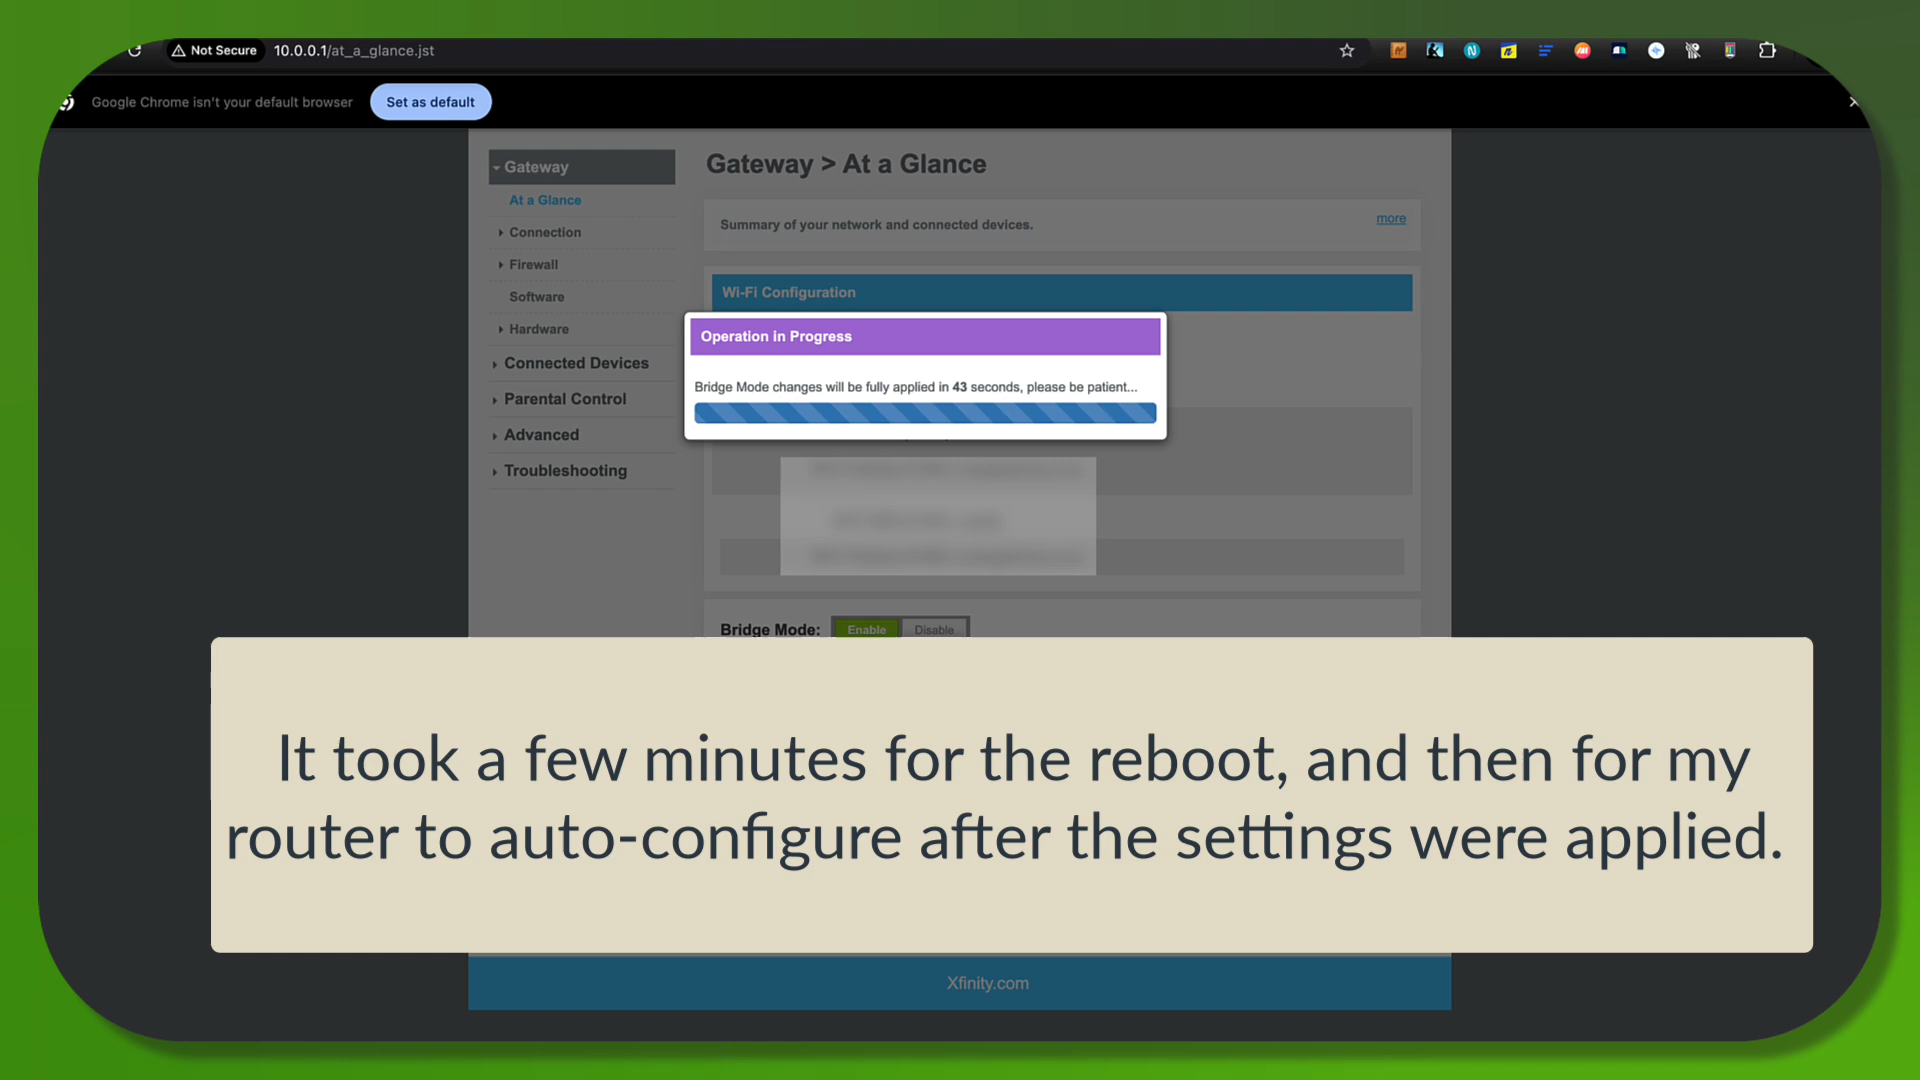 Not Secure 10.0.0.1/at_a_glance.jst
Google Chrome isn't your default browser Set as default
Gateway
At a Glance
Connection
Firewall
Software
Hardware
Connected Devices
Parental Control
Advanced
Troubleshooting
Gateway > At a Glance
Summary of your network and connected devices. more
Wi-Fi Configuration
Operation in Progress
Bridge Mode changes will be fully applied in 43 seconds, please be patient...
Bridge Mode: Enable Disable
It took a few minutes for the reboot, and then for my
router to auto-configure after the settings were applied.
Xfinity.com